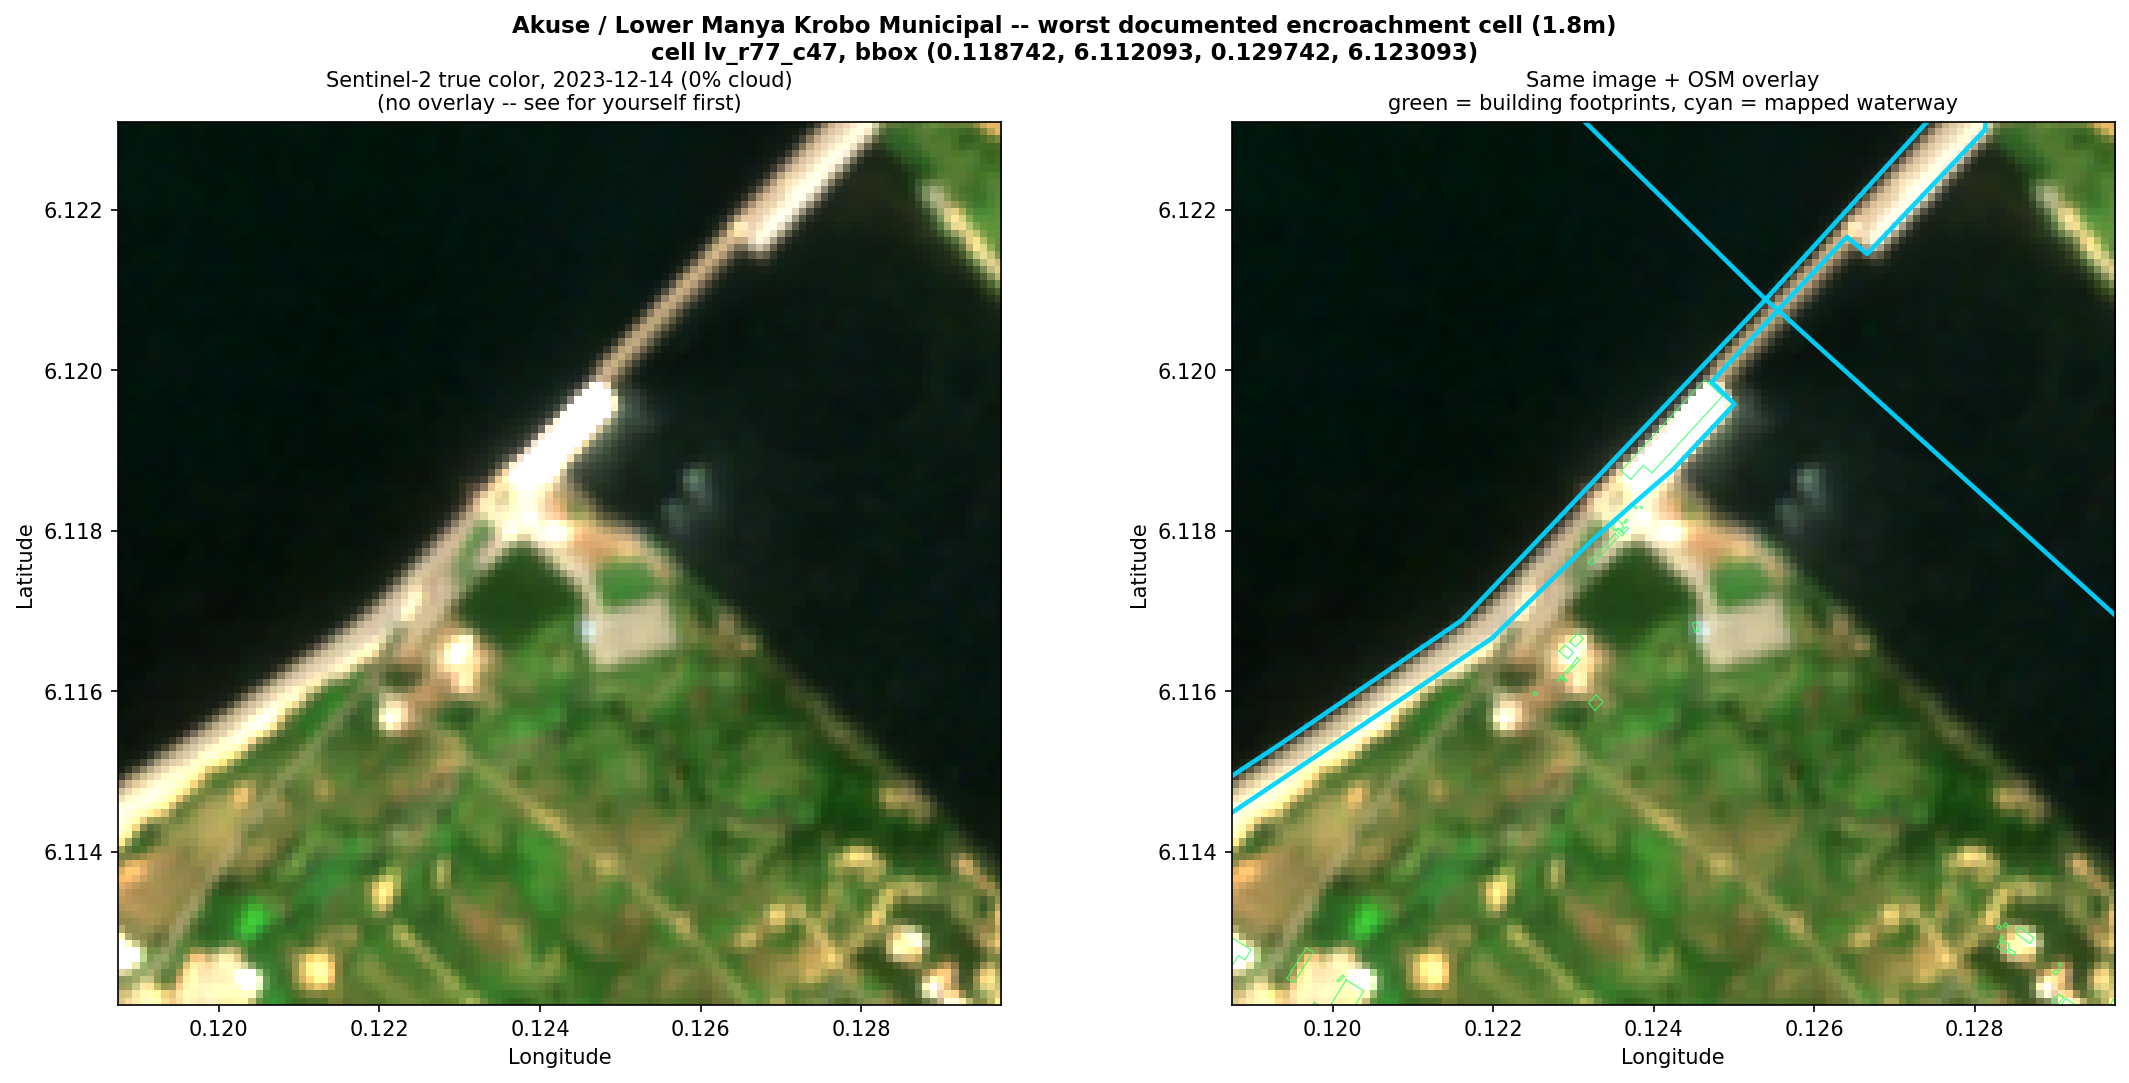 Akuse / Lower Manya Krobo Municipal -- worst documented encroachment cell (1.8m)
cell lv_r77_c47, bbox (0.118742, 6.112093, 0.129742, 6.123093)
Sentinel-2 true color, 2023-12-14 (0% cloud)
(no overlay -- see for yourself first)
6.122
6.120
6.118
6.116
6.114
Latitude
0.120 0.122 0.124 0.126 0.128
Longitude
Same image + OSM overlay
green = building footprints, cyan = mapped waterway
6.122
6.120
6.118
6.116
6.114
Latitude
0.120 0.122 0.124 0.126 0.128
Longitude